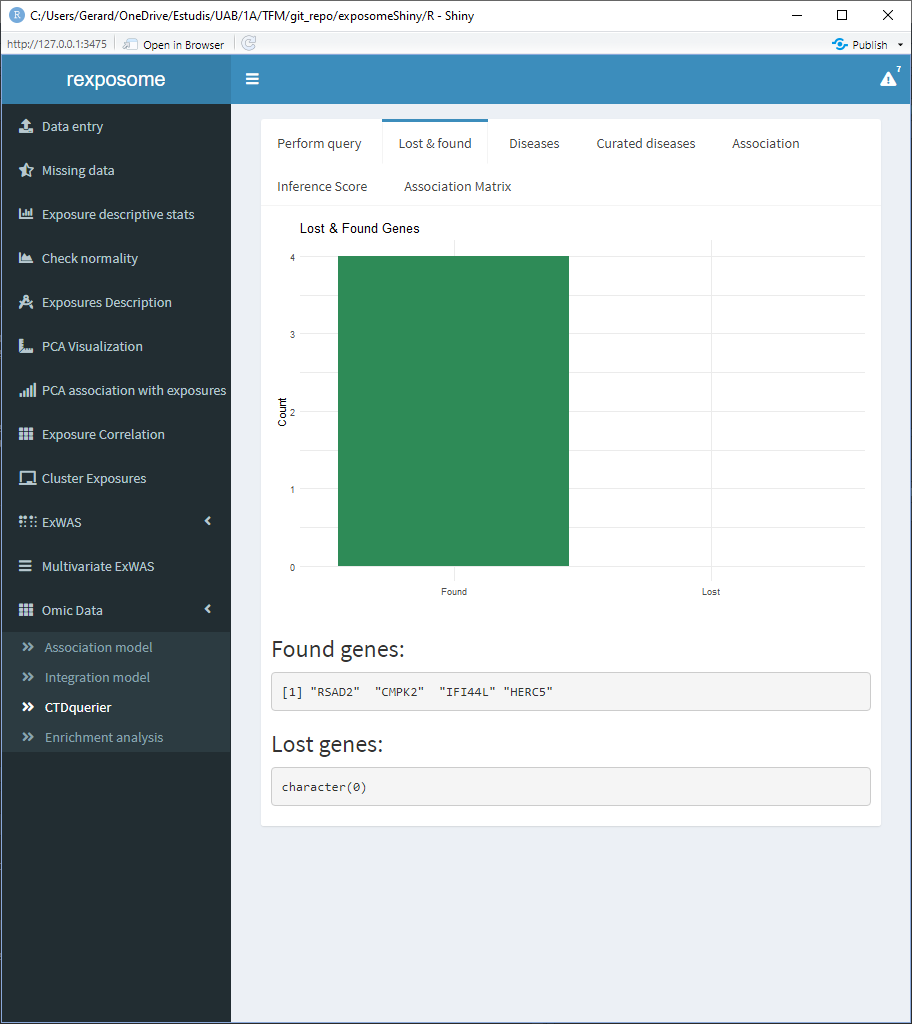 C:/Users/Gerard/OneDrive/Estudis/UAB/1A/TFM/git_repo/exposomeShiny/R - Shiny
http://127.0.0.1:3475 Open in Browser Publish
rexposome 7
Data entry
Missing data
Exposure descriptive stats
Check normality
Exposures Description
PCA Visualization
PCA association with exposures
Exposure Correlation
Cluster Exposures
ExWAS
Multivariate ExWAS
Omic Data
Association model
Integration model
CTDquerier
Enrichment analysis
Perform query Lost & found Diseases Curated diseases Association
Inference Score Association Matrix
Lost & Found Genes
4
3
2
1
0
Count
Found Lost
Found genes:
[1] "RSAD2"  "CMPK2"  "IFI44L" "HERC5"
Lost genes:
character(0)